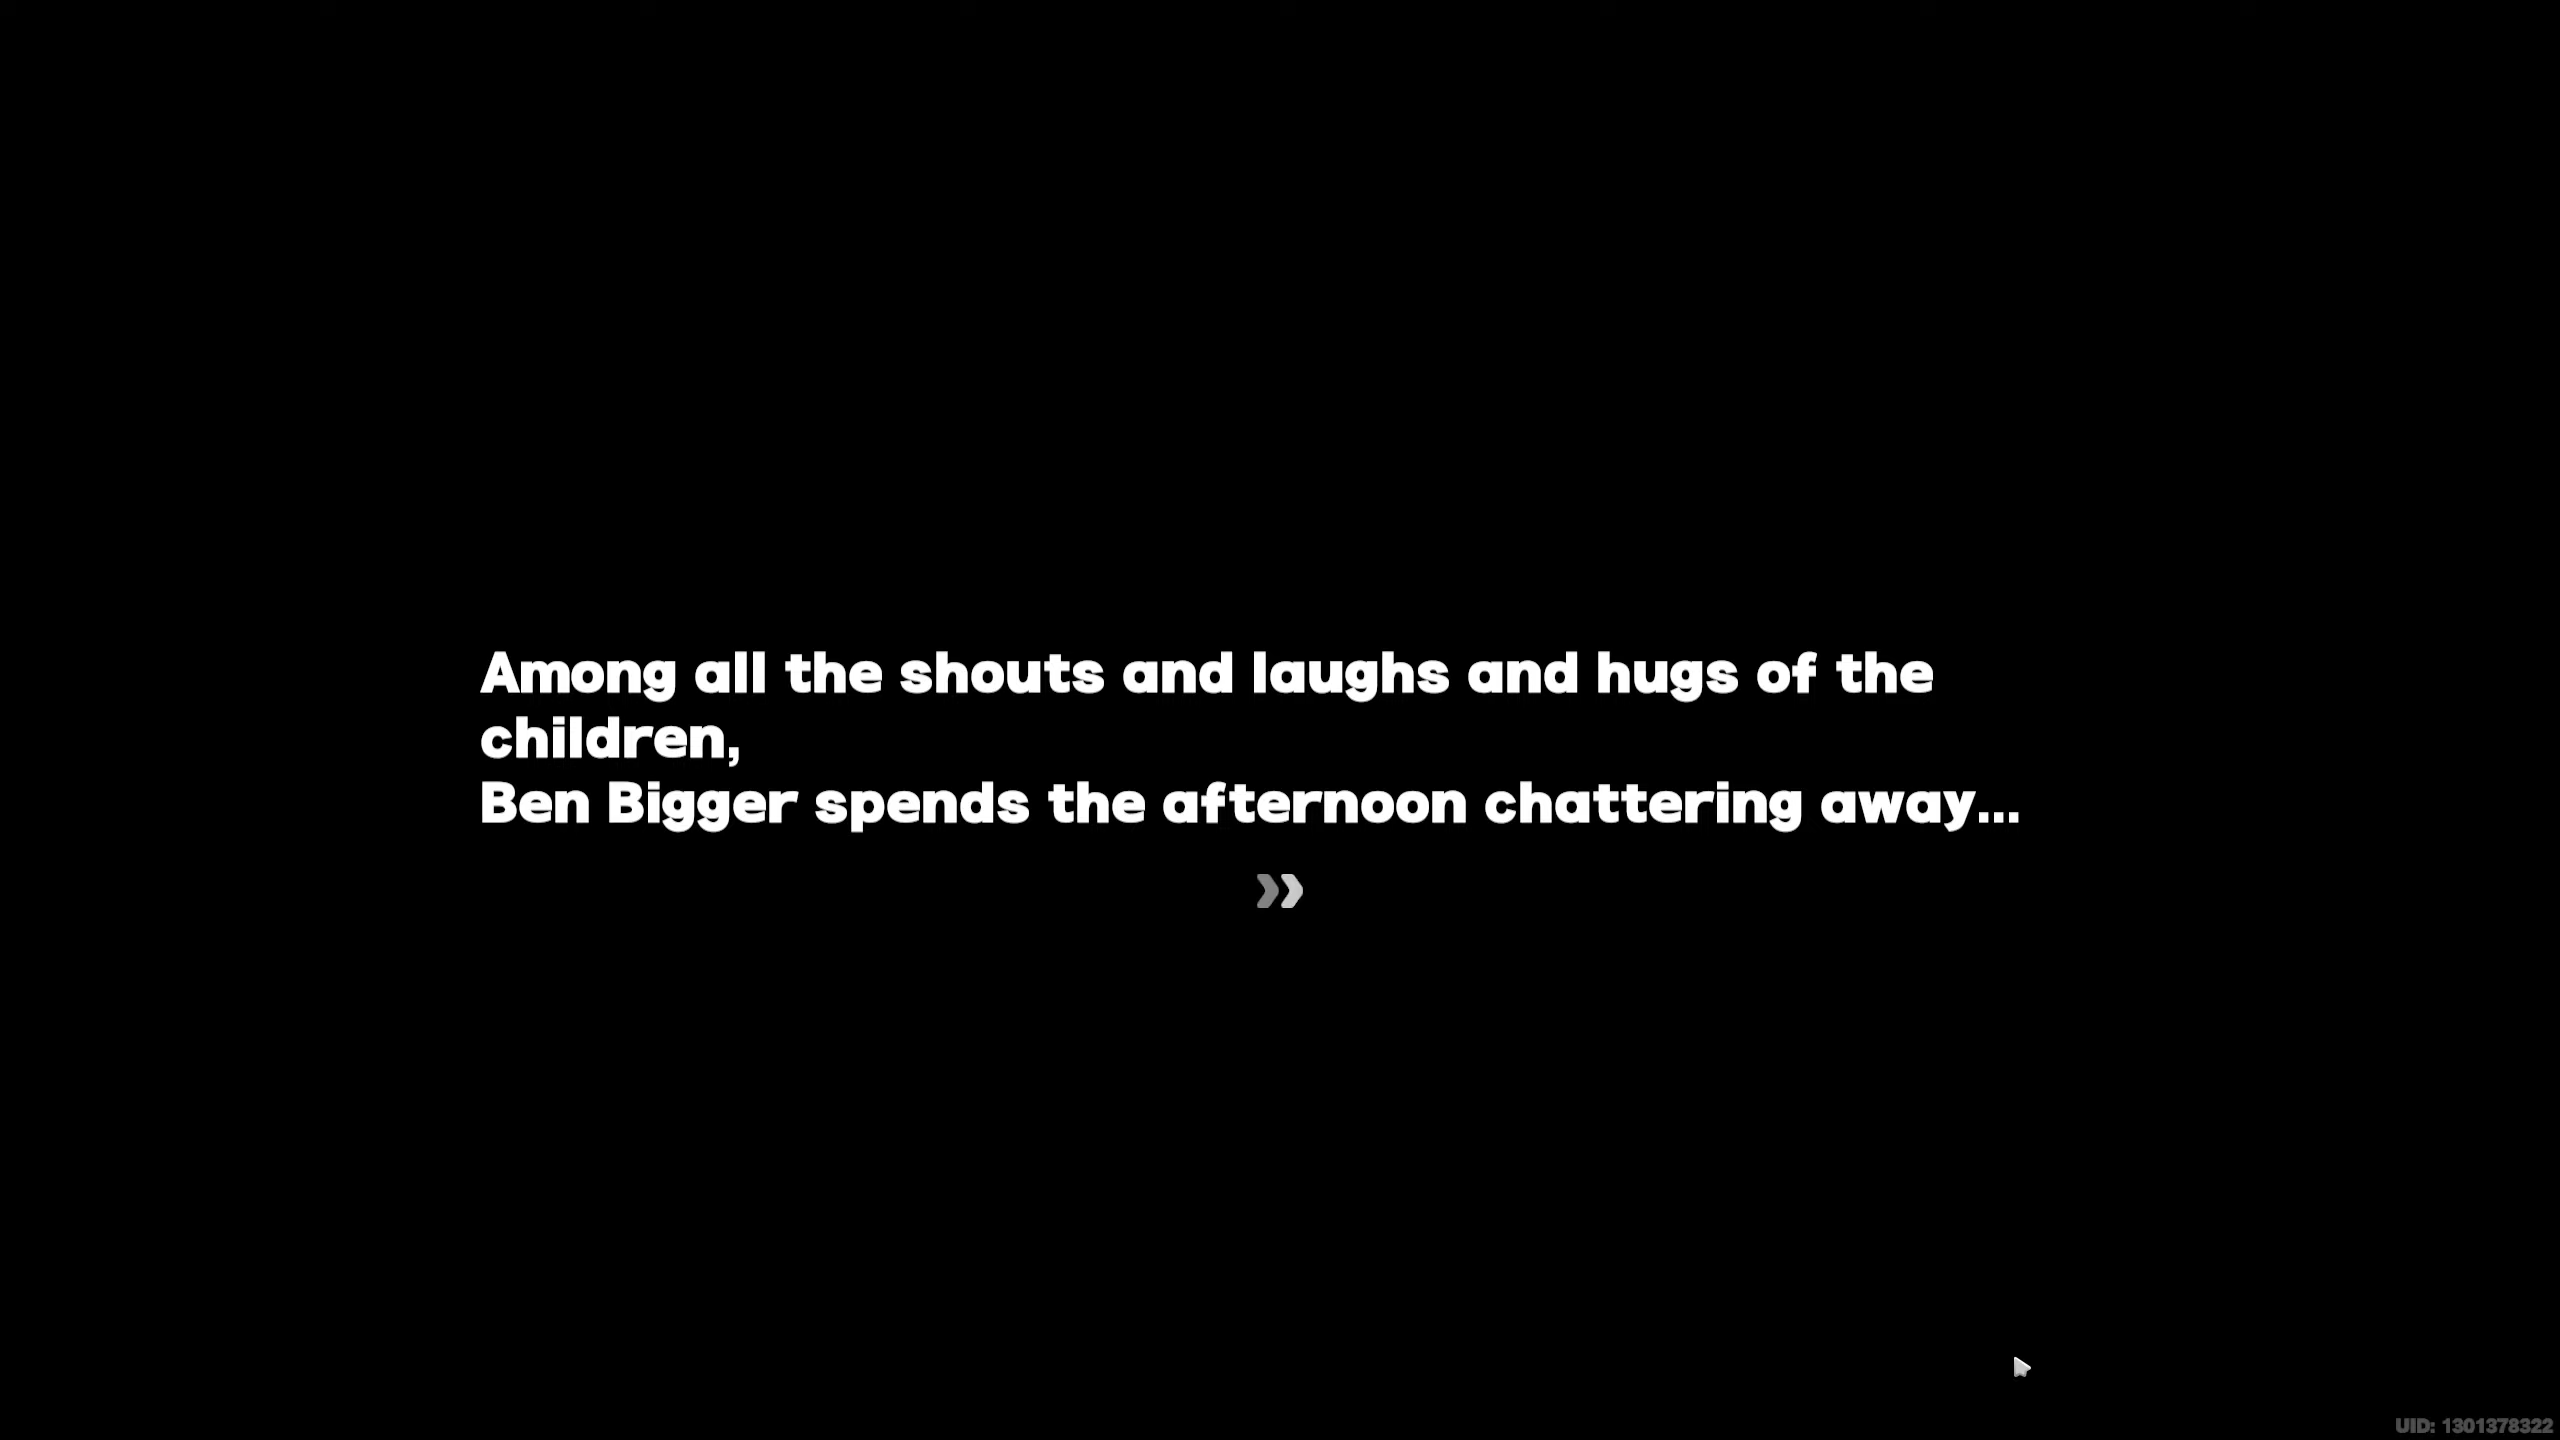 Among all the shouts and laughs and hugs of the
children,
Ben Bigger spends the afternoon chattering away...
UID: 1301378322